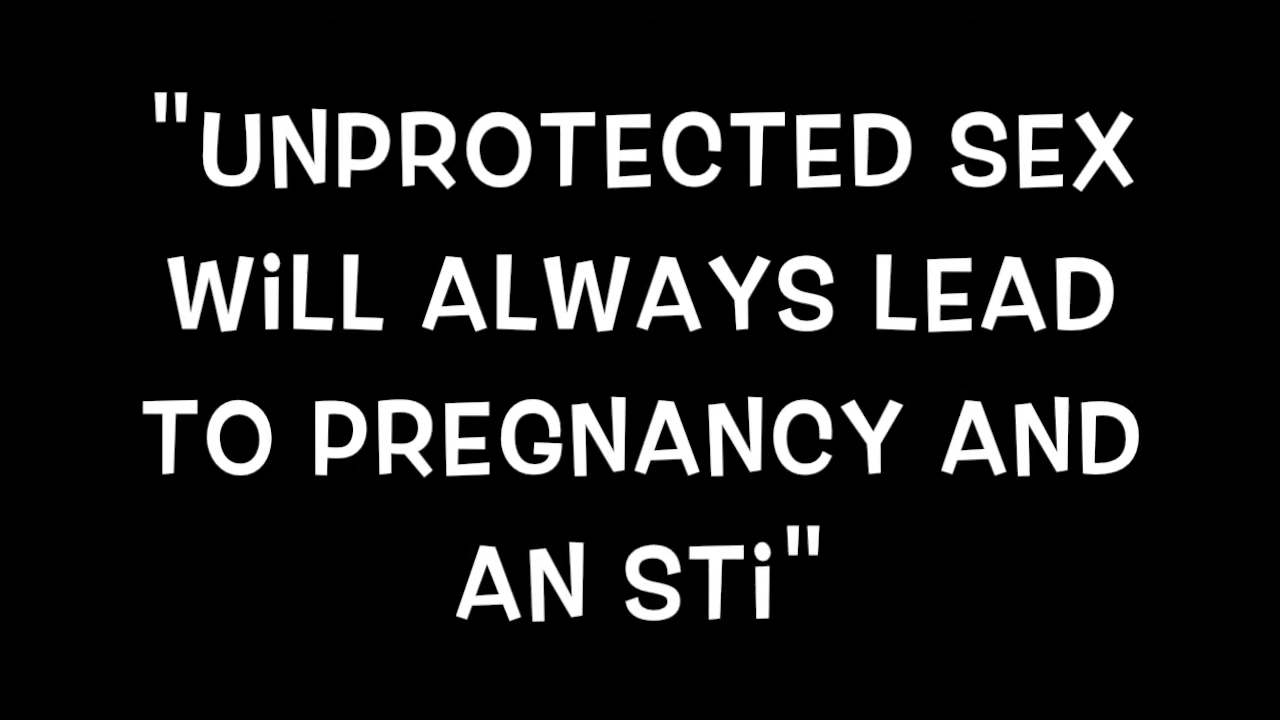 "UNPROTECTED SEX
WiLL ALWAYS LEAD
TO PREGNANCY AND
AN STi"